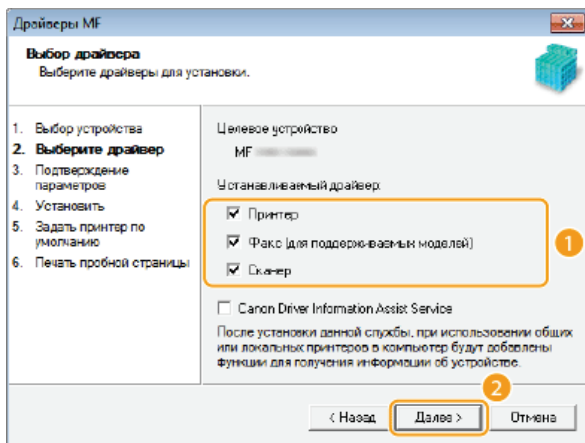 Драйверы MF
Выбор драйвера
Выберите драйверы для установки.
1. Выбор устройства
2. Выберите драйвер
3. Подтверждение
параметров
4. Установить
5. Задать принтер по
умолчанию
6. Печать пробной страницы
Целевое устройство
MF
Устанавливаемый драйвер:
Принтер
Факс (для поддерживаемых моделей)
Сканер
1
Canon Driver Information Assist Service
После установки данной службы, при использовании общих
или локальных принтеров в компьютер будут добавлены
функции для получения информации об устройстве.
2
< Назад
Далее >
Отмена